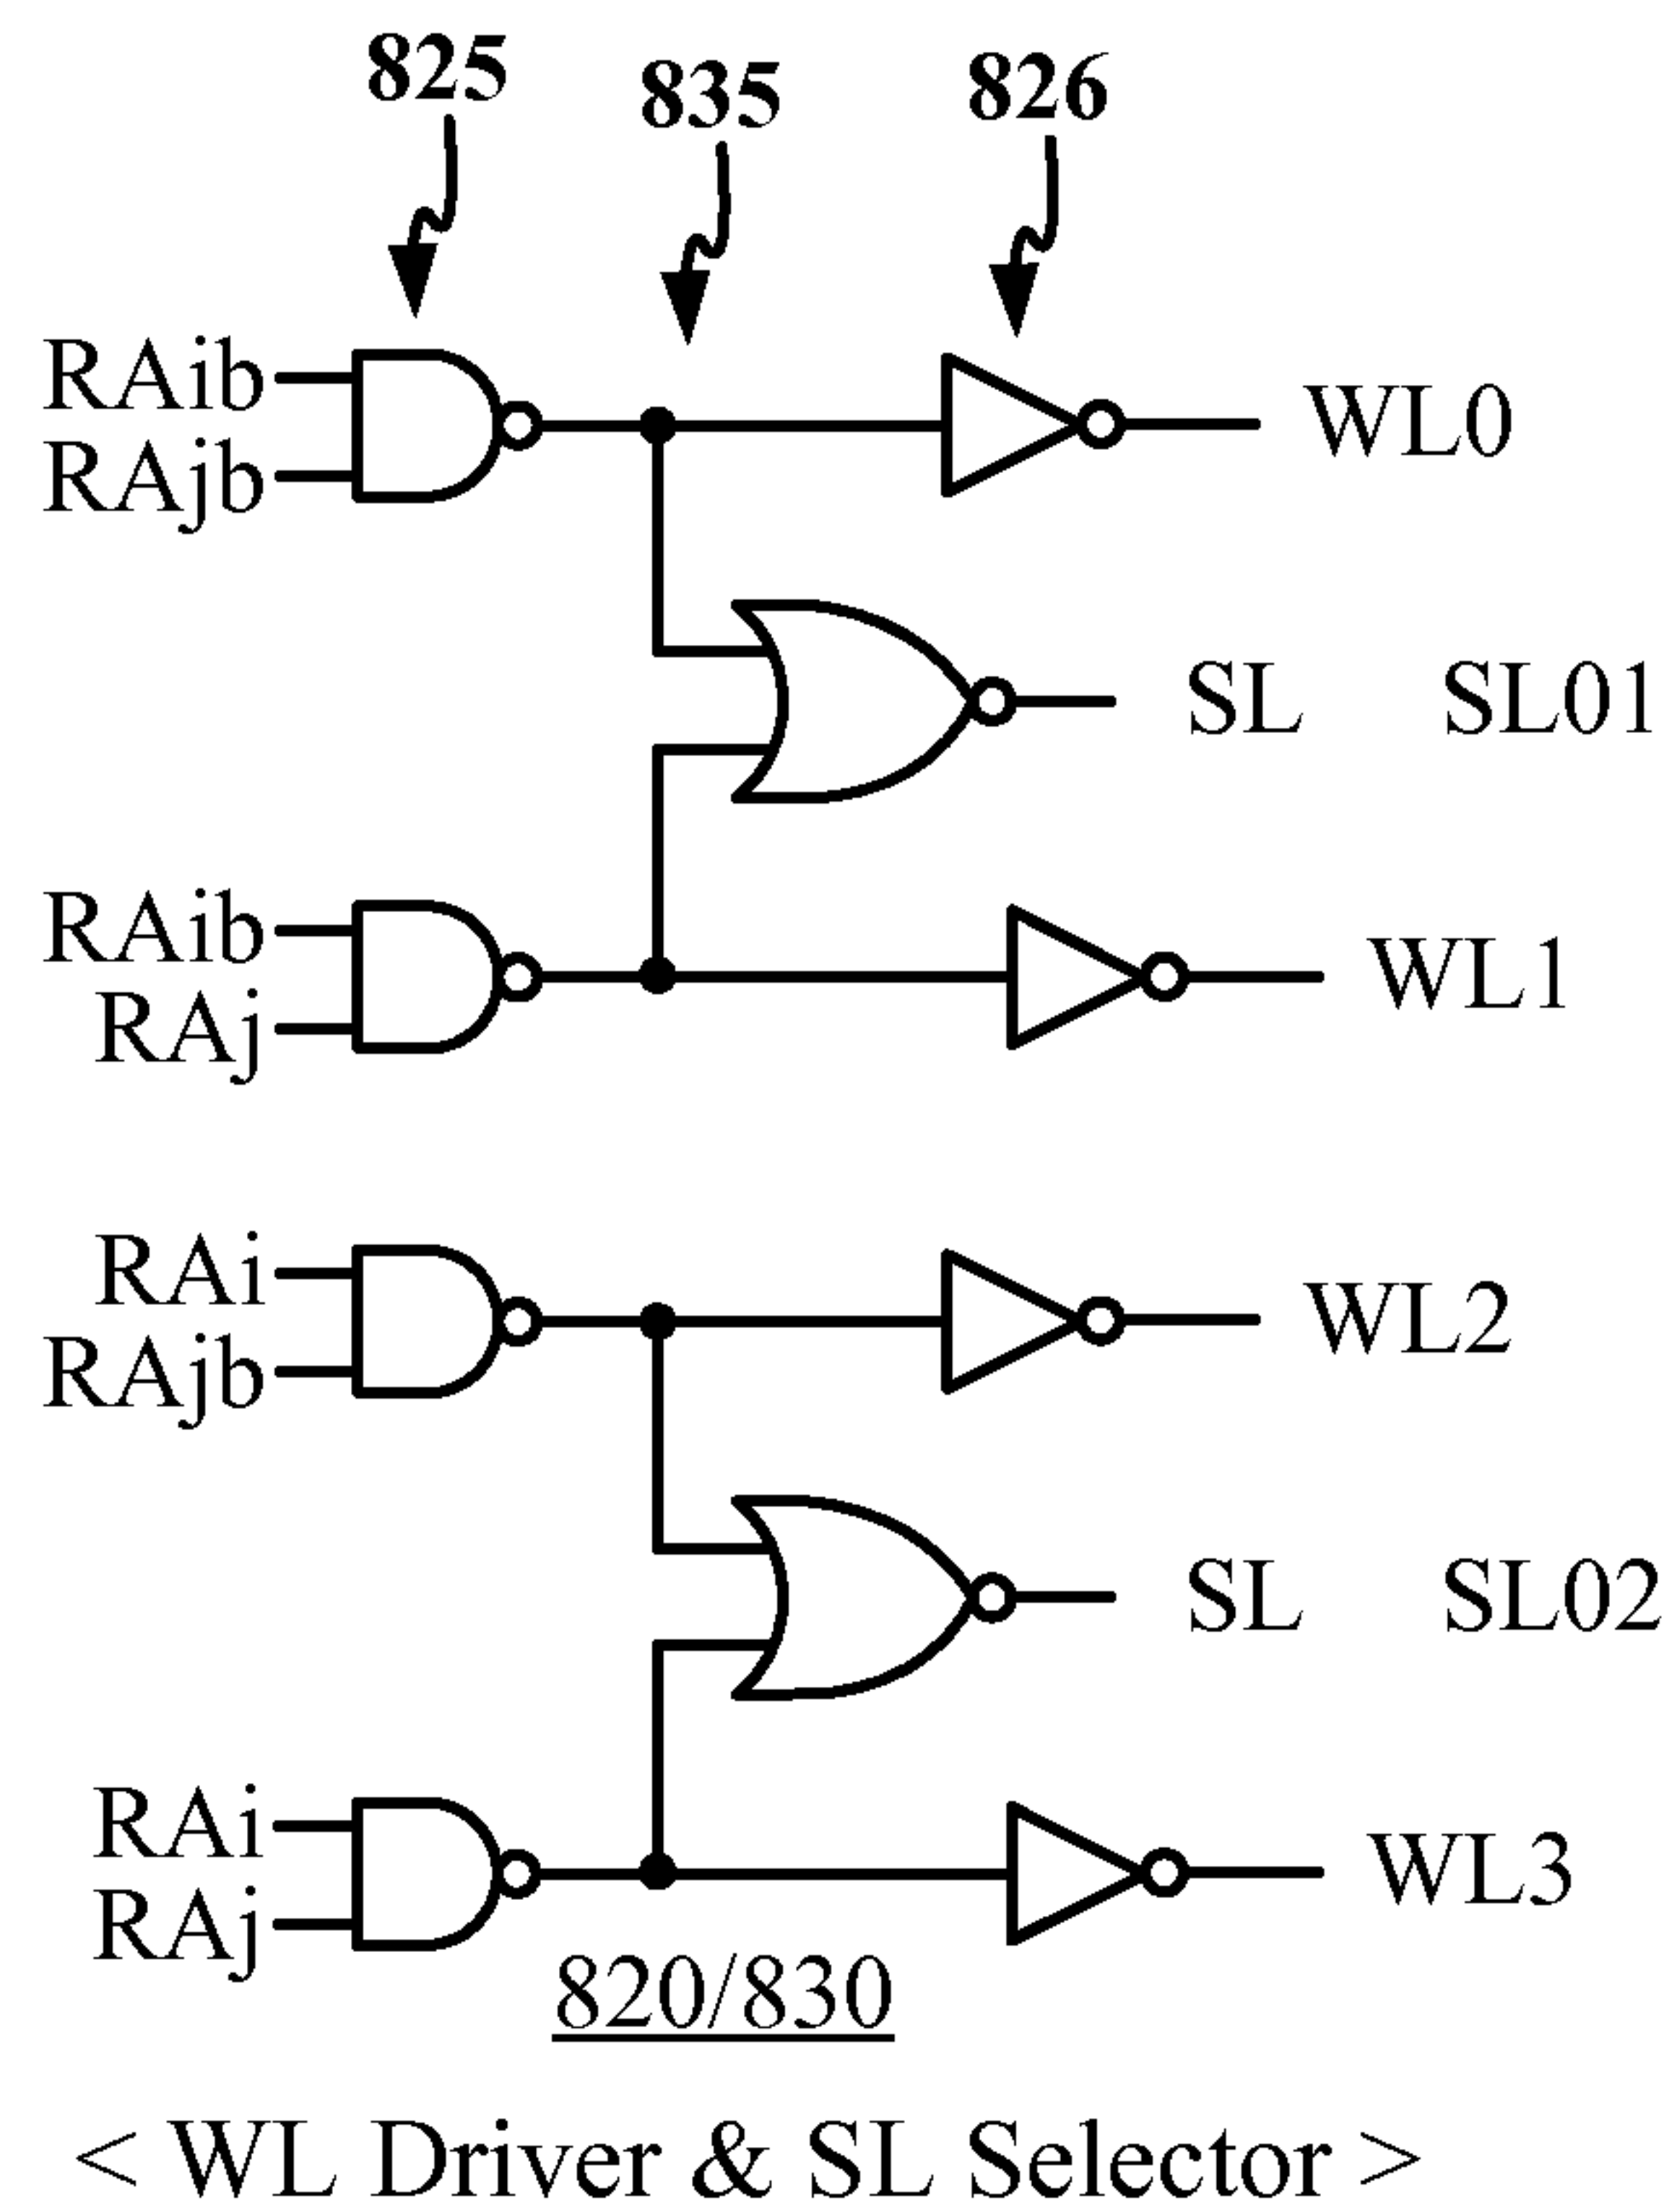 825 835 826
RAib
RAjb
WL0
SL SL01
RAib
RAj
WL1
RAi
RAjb
WL2
SL SL02
RAi
RAj
WL3
820/830
< WL Driver & SL Selector >